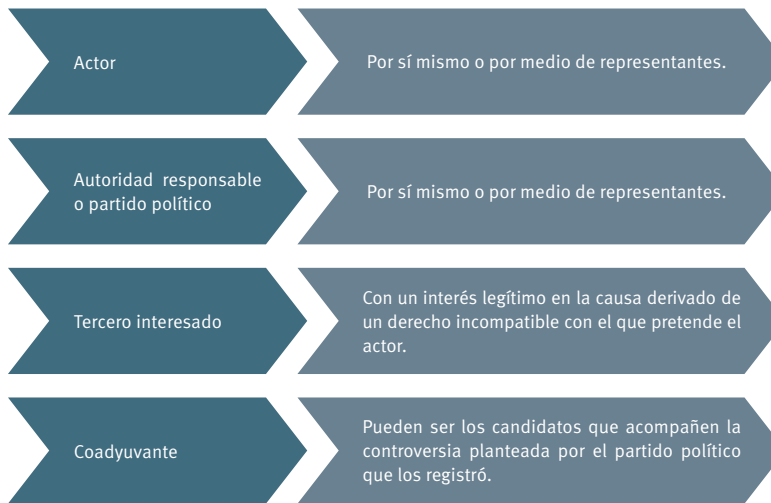 Actor
Por sí mismo o por medio de representantes.
Autoridad responsable
o partido político
Por sí mismo o por medio de representantes.
Tercero interesado
Con un interés legítimo en la causa derivado de
un derecho incompatible con el que pretende el
actor.
Coadyuvante
Pueden ser los candidatos que acompañen la
controversia planteada por el partido político
que los registró.